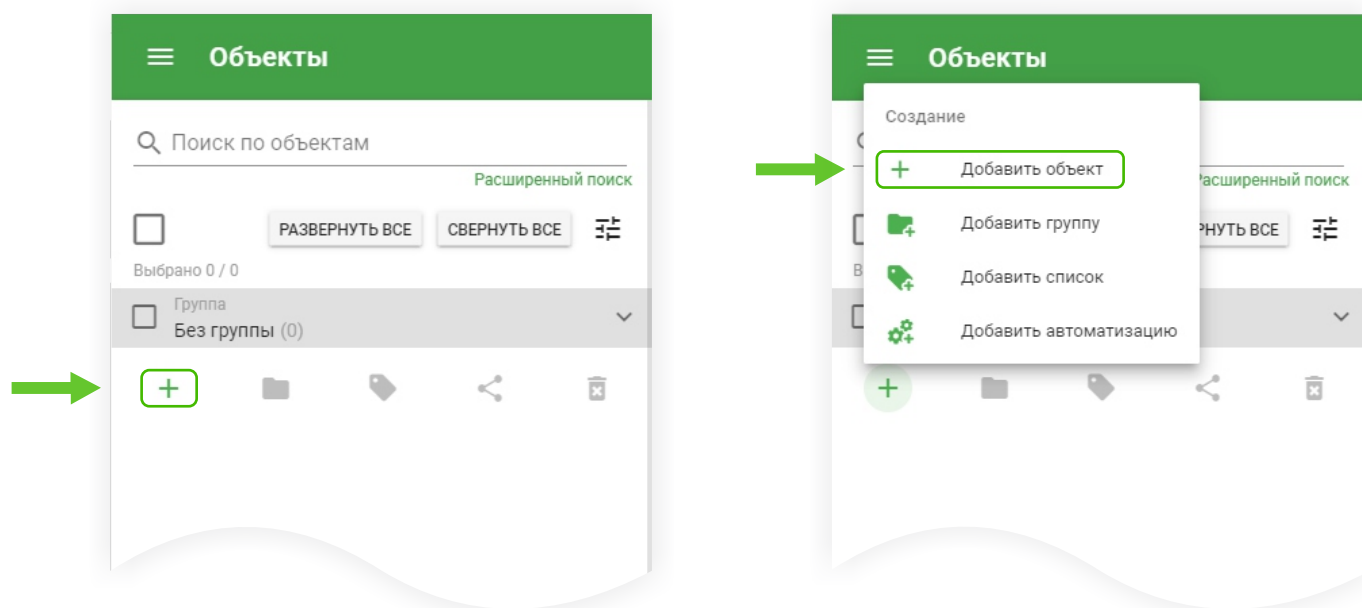 Объекты
Поиск по объектам
Расширенный поиск
РАЗВЕРНУТЬ ВСЕ СВЕРНУТЬ ВСЕ
Выбрано 0 / 0
Группа
Без группы (0)
Объекты
Создание
Добавить объект
Расширенный поиск
Добавить группу
РНУТЬ ВСЕ
В
Добавить список
Добавить автоматизацию